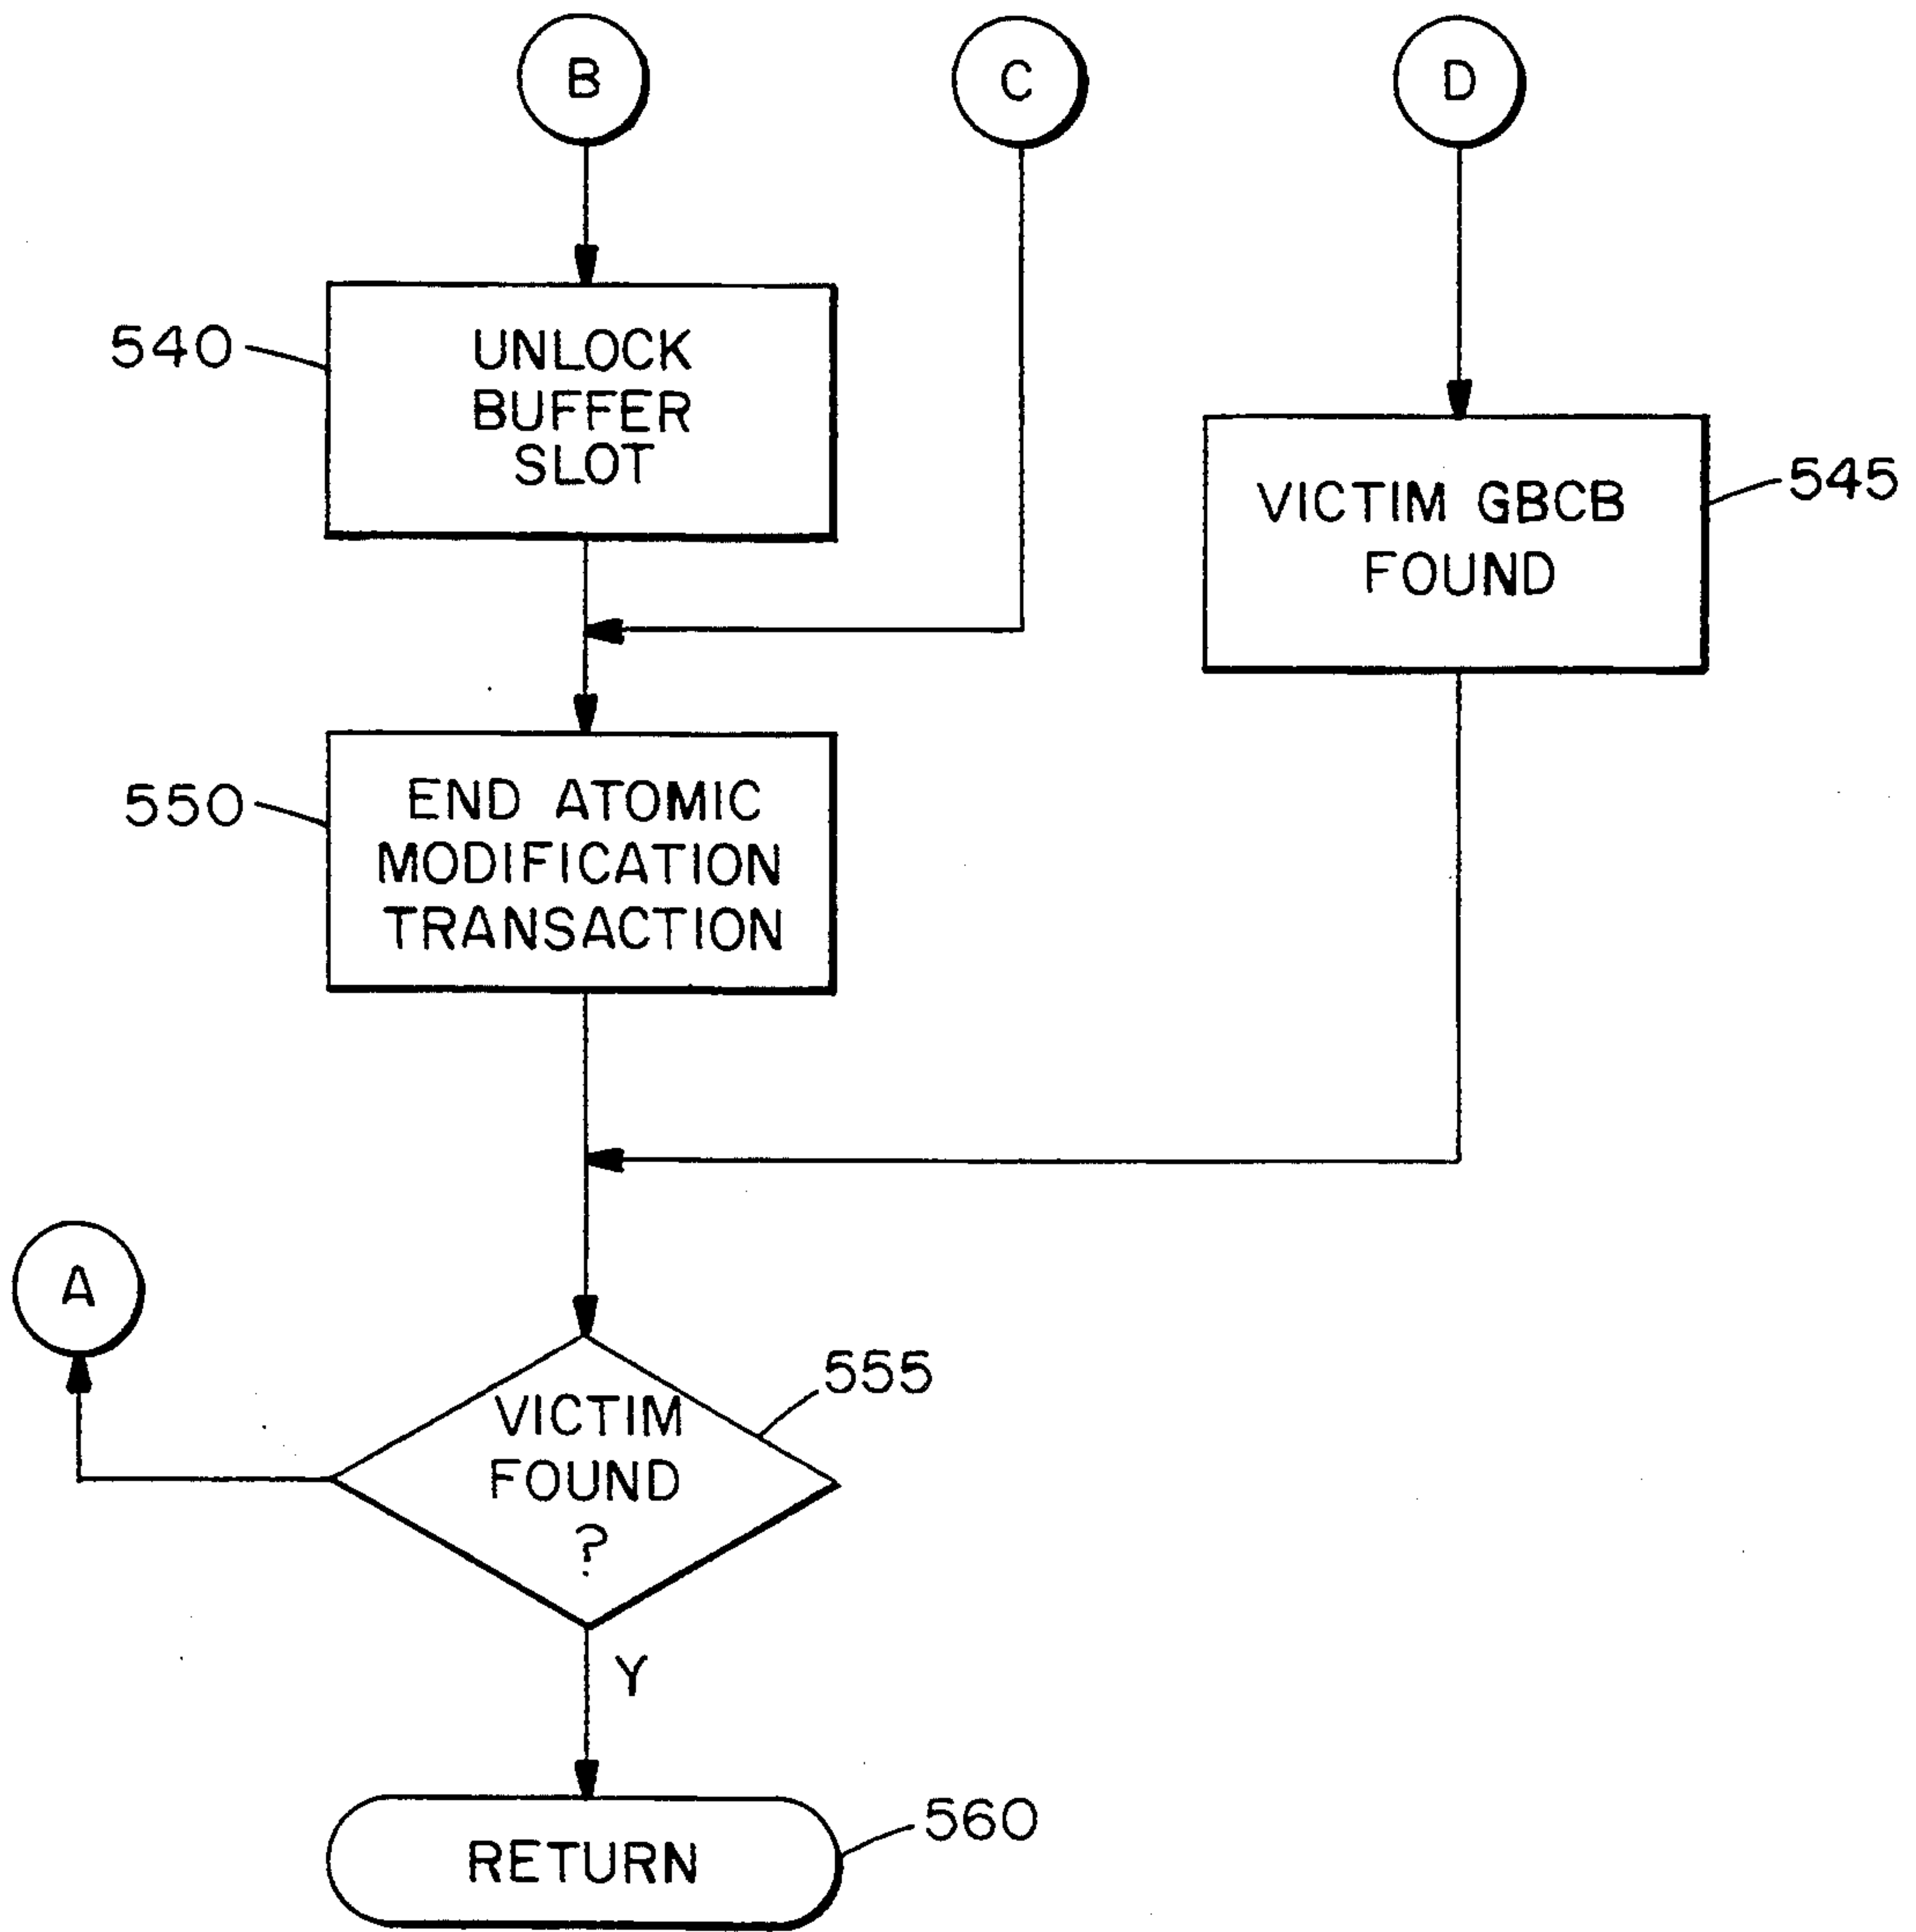 B
C
D
540
UNLOCK
BUFFER
SLOT
VICTIM GBCB
FOUND
545
550
END ATOMIC
MODIFICATION
TRANSACTION
A
555
VICTIM
FOUND
?
Y
RETURN
560